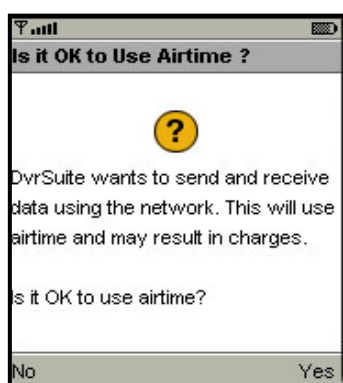 Is it OK to Use Airtime ?
?
DvrSuite wants to send and receive
data using the network. This will use
airtime and may result in charges.
Is it OK to use airtime?
No Yes